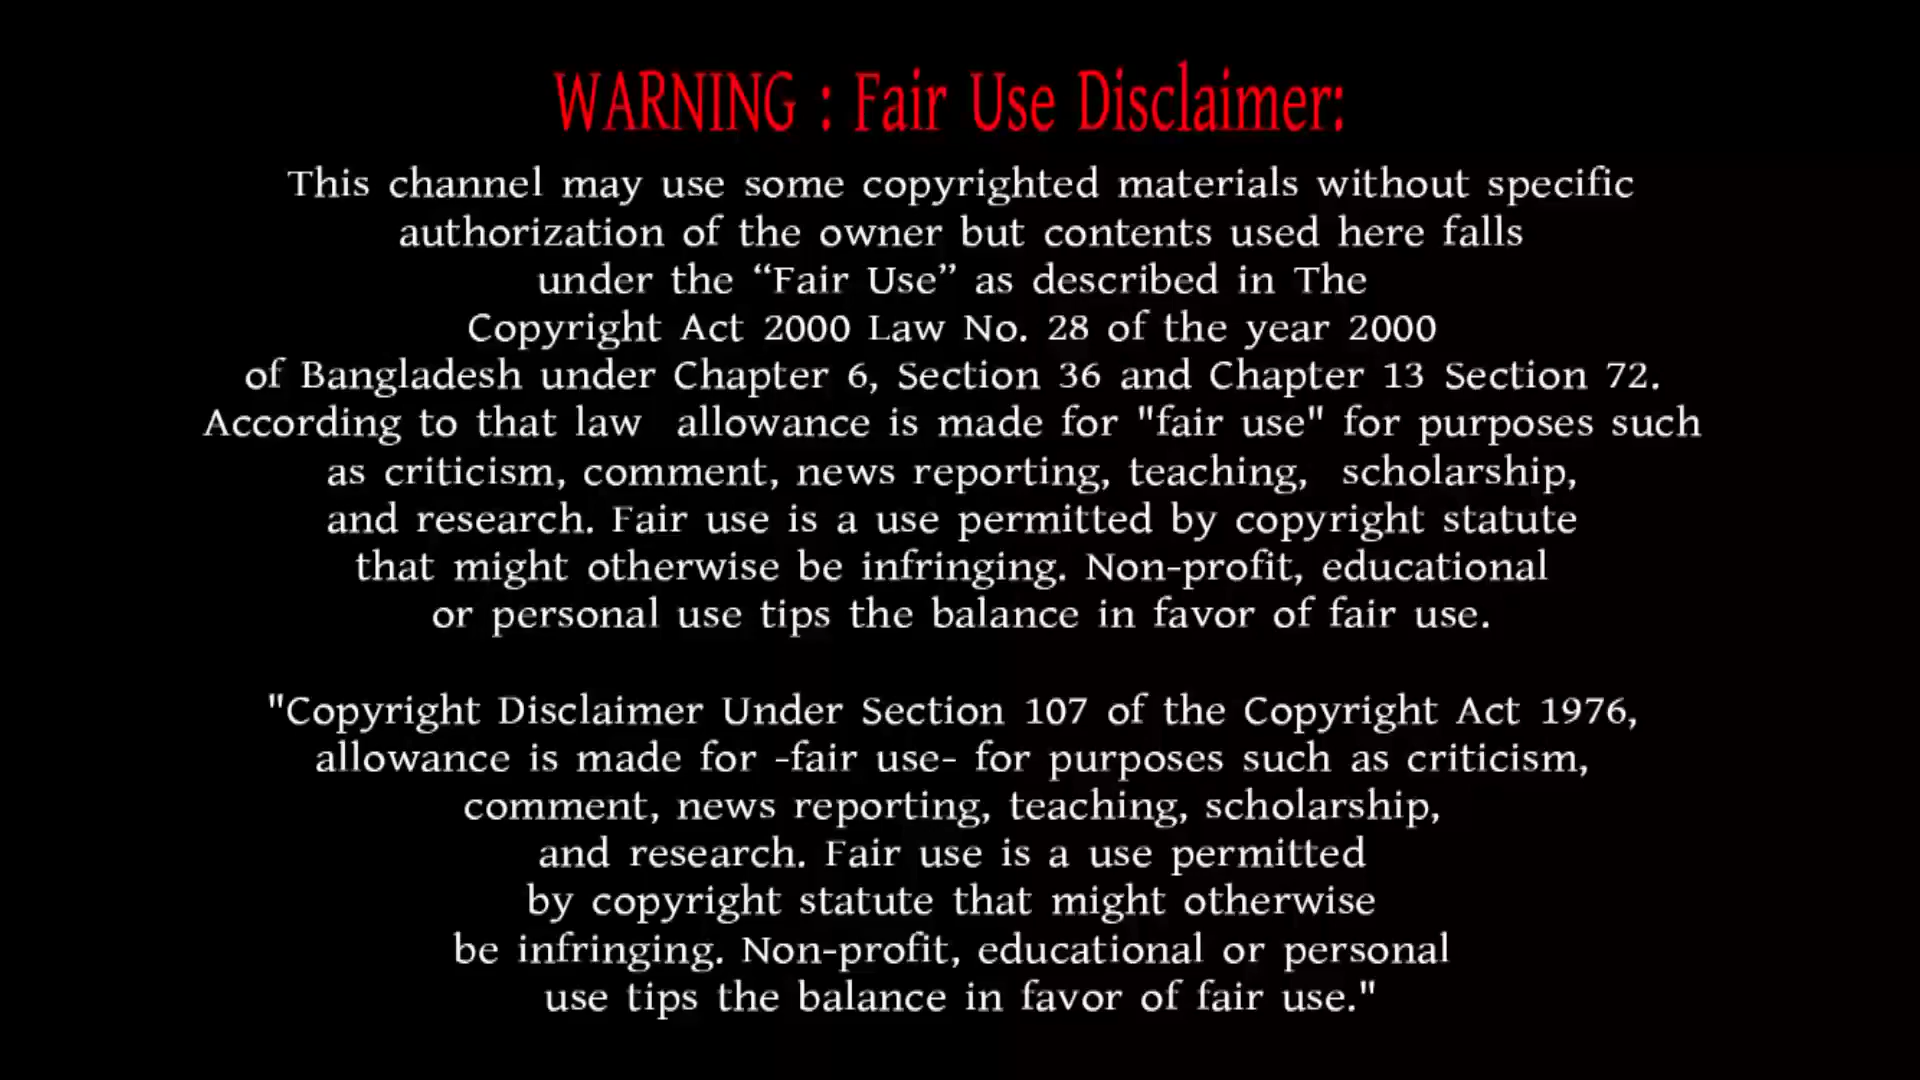 WARNING : Fair Use Disclaimer:
This channel may use some copyrighted materials without specific
authorization of the owner but contents used here falls
under the “Fair Use” as described in The
Copyright Act 2000 Law No. 28 of the year 2000
of Bangladesh under Chapter 6, Section 36 and Chapter 13 Section 72.
According to that law  allowance is made for "fair use" for purposes such
as criticism, comment, news reporting, teaching,  scholarship,
and research. Fair use is a use permitted by copyright statute
that might otherwise be infringing. Non-profit, educational
or personal use tips the balance in favor of fair use.
"Copyright Disclaimer Under Section 107 of the Copyright Act 1976,
allowance is made for -fair use- for purposes such as criticism,
comment, news reporting, teaching, scholarship,
and research. Fair use is a use permitted
by copyright statute that might otherwise
be infringing. Non-profit, educational or personal
use tips the balance in favor of fair use."